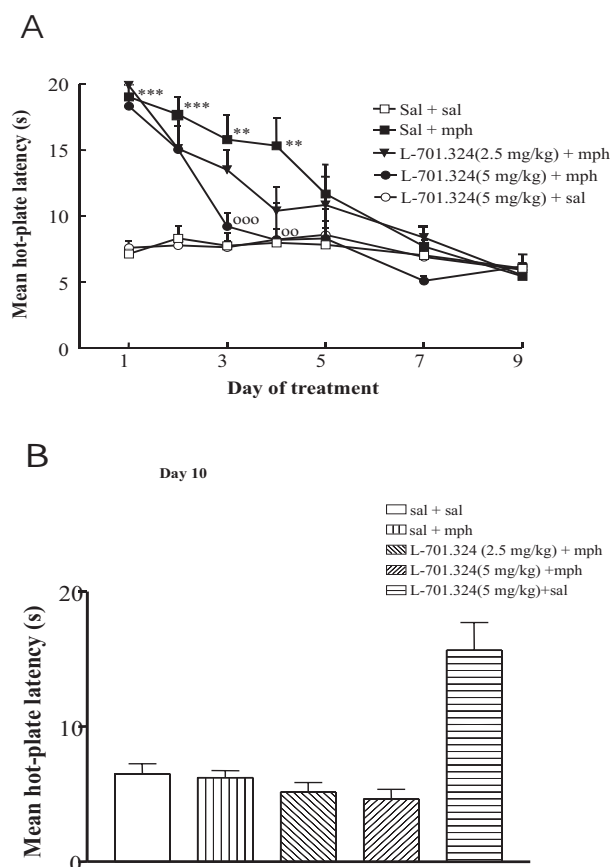 A
Mean hot-plate latency (s)
20
15
10
5
0
***
***
**
**
ooo
oo
Sal + sal
Sal + mph
L-701.324(2.5 mg/kg) + mph
L-701.324(5 mg/kg) + mph
L-701.324(5 mg/kg) + sal
1 3 5 7 9
Day of treatment
B
Day 10
sal + sal
sal + mph
L-701.324 (2.5 mg/kg) + mph
L-701.324(5 mg/kg) +mph
L-701.324(5 mg/kg)+sal
Mean hot-plate latency (s)
20
10
0